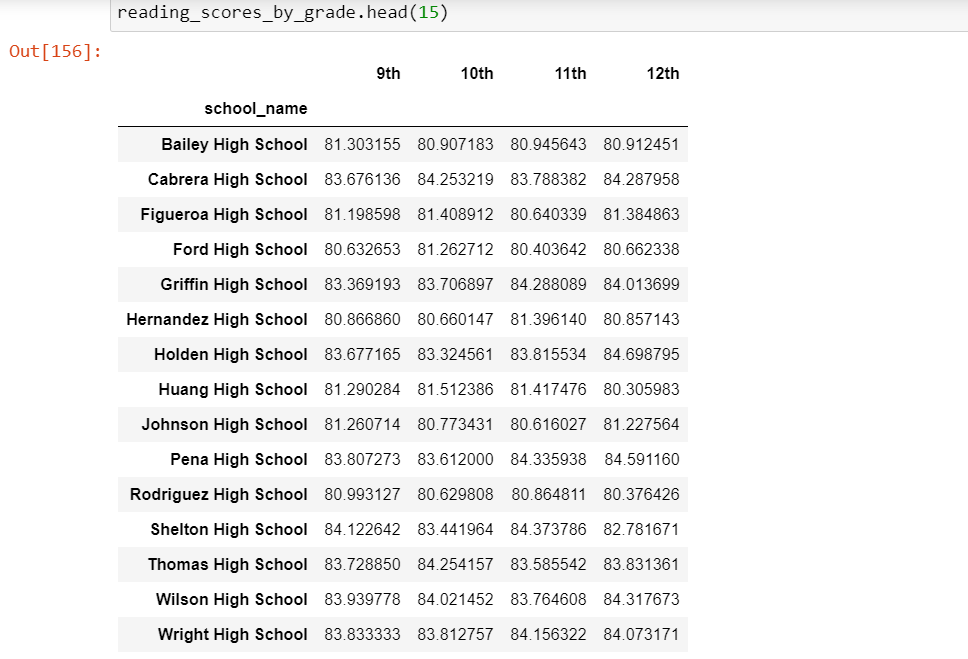 reading_scores_by_grade.head(15)
Out[156]:
9th 10th 11th 12th
school_name
Bailey High School 81.303155 80.907183 80.945643 80.912451
Cabrera High School 83.676136 84.253219 83.788382 84.287958
Figueroa High School 81.198598 81.408912 80.640339 81.384863
Ford High School 80.632653 81.262712 80.403642 80.662338
Griffin High School 83.369193 83.706897 84.288089 84.013699
Hernandez High School 80.866860 80.660147 81.396140 80.857143
Holden High School 83.677165 83.324561 83.815534 84.698795
Huang High School 81.290284 81.512386 81.417476 80.305983
Johnson High School 81.260714 80.773431 80.616027 81.227564
Pena High School 83.807273 83.612000 84.335938 84.591160
Rodriguez High School 80.993127 80.629808 80.864811 80.376426
Shelton High School 84.122642 83.441964 84.373786 82.781671
Thomas High School 83.728850 84.254157 83.585542 83.831361
Wilson High School 83.939778 84.021452 83.764608 84.317673
Wright High School 83.833333 83.812757 84.156322 84.073171